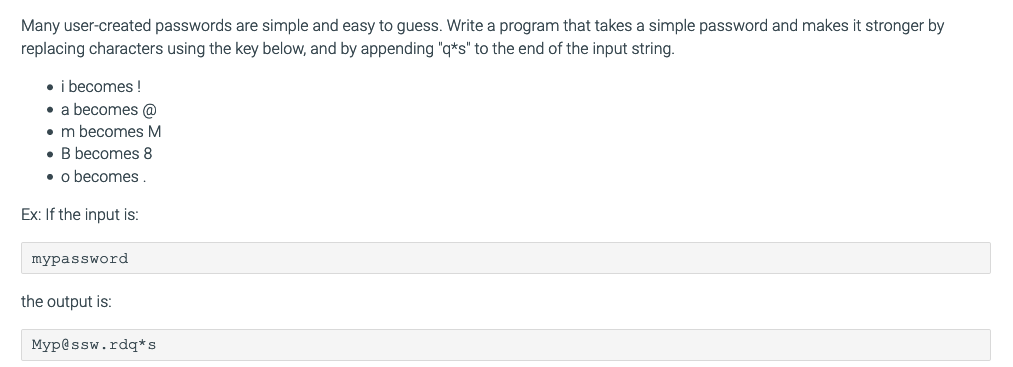 Many user-created passwords are simple and easy to guess. Write a program that takes a simple password and makes it stronger by
replacing characters using the key below, and by appending "q*s" to the end of the input string.
• i becomes !
• a becomes @
• m becomes M
• B becomes 8
• o becomes .
Ex: If the input is:
mypassword
the output is:
Myp@ssw.rdq*s